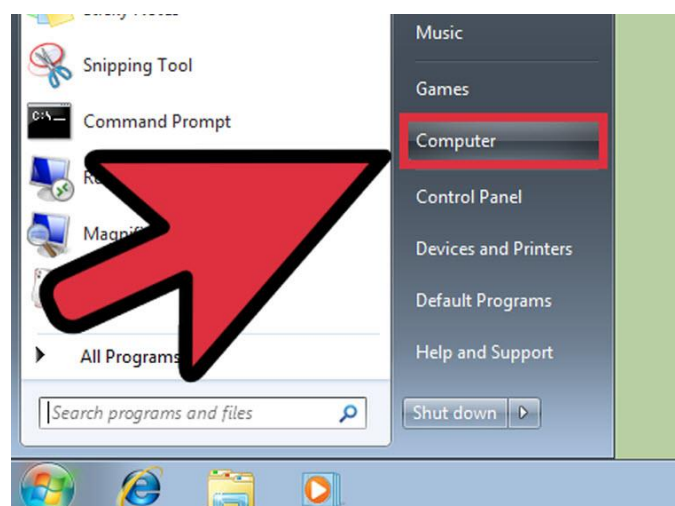 Snipping Tool
Command Prompt
All Programs
Search programs and files
Music
Games
Computer
Control Panel
Devices and Printers
Default Programs
Help and Support
Shut down